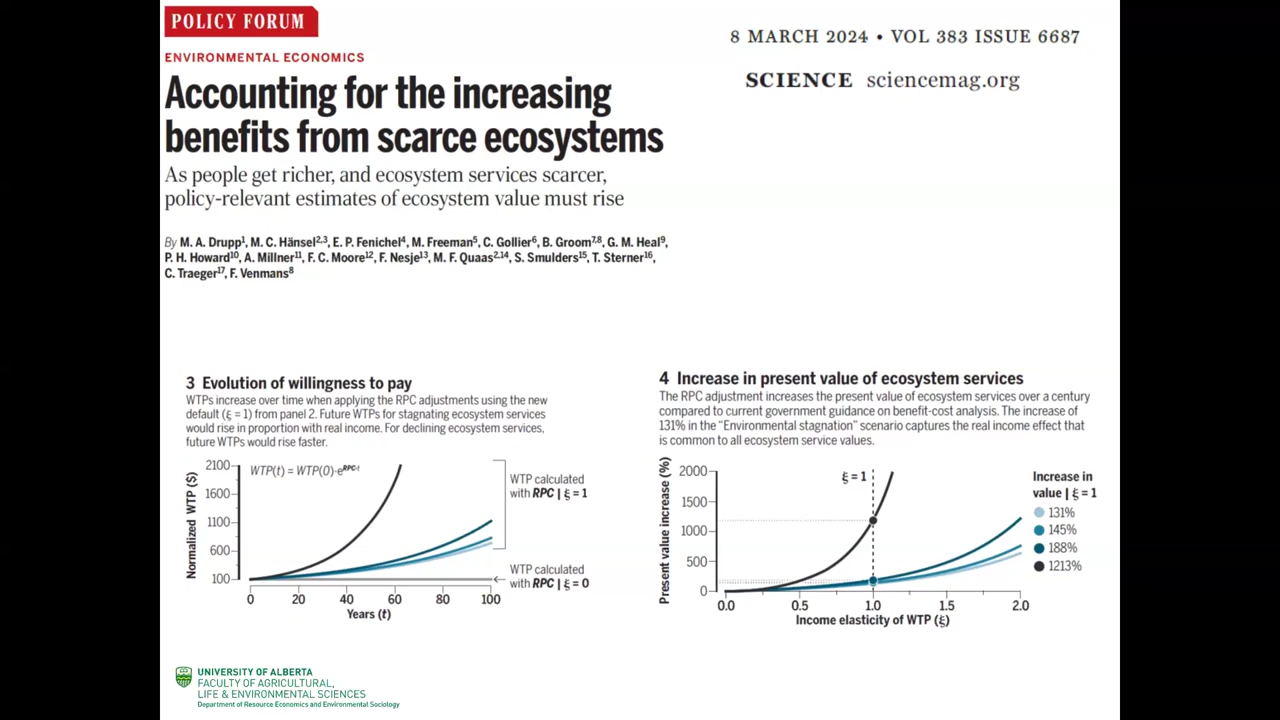 POLICY FORUM
8 MARCH 2024 • VOL 383 ISSUE 6687
SCIENCE sciencemag.org
ENVIRONMENTAL ECONOMICS
Accounting for the increasing
benefits from scarce ecosystems
As people get richer, and ecosystem services scarcer,
policy-relevant estimates of ecosystem value must rise
By M. A. Drupp1, M. C. Hänsel2,3, E. P. Fenichel4, M. Freeman5, C. Gollier6, B. Groom7,8, G. M. Heal9,
P. H. Howard10, A. Millner11, F. C. Moore12, F. Nesje13, M. F. Quaas2,14, S. Smulders15, T. Sterner16,
C. Traeger17, F. Venmans8
3 Evolution of willingness to pay
WTPs increase over time when applying the RPC adjustments using the new
default (ξ = 1) from panel 2. Future WTPs for stagnating ecosystem services
would rise in proportion with real income. For declining ecosystem services,
future WTPs would rise faster.
Normalized WTP ($)
2100
1600
1100
600
100
WTP(t) = WTP(0)·e^RPC·t
WTP calculated
with RPC | ξ = 1
WTP calculated
with RPC | ξ = 0
0 20 40 60 80 100
Years (t)
4 Increase in present value of ecosystem services
The RPC adjustment increases the present value of ecosystem services over a century
compared to current government guidance on benefit-cost analysis. The increase of
131% in the “Environmental stagnation” scenario captures the real income effect that
is common to all ecosystem service values.
Present value increase (%)
2000
1500
1000
500
0
ξ = 1
0.0 0.5 1.0 1.5 2.0
Income elasticity of WTP (ξ)
Increase in
value | ξ = 1
131%
145%
188%
1213%
UNIVERSITY OF ALBERTA
FACULTY OF AGRICULTURAL,
LIFE & ENVIRONMENTAL SCIENCES
Department of Resource Economics and Environmental Sociology